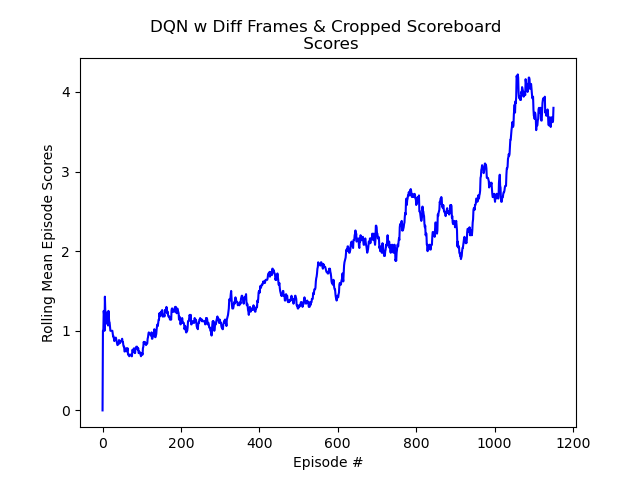 DQN w Diff Frames & Cropped Scoreboard
Scores
Rolling Mean Episode Scores
4
3
2
1
0
0 200 400 600 800 1000 1200
Episode #